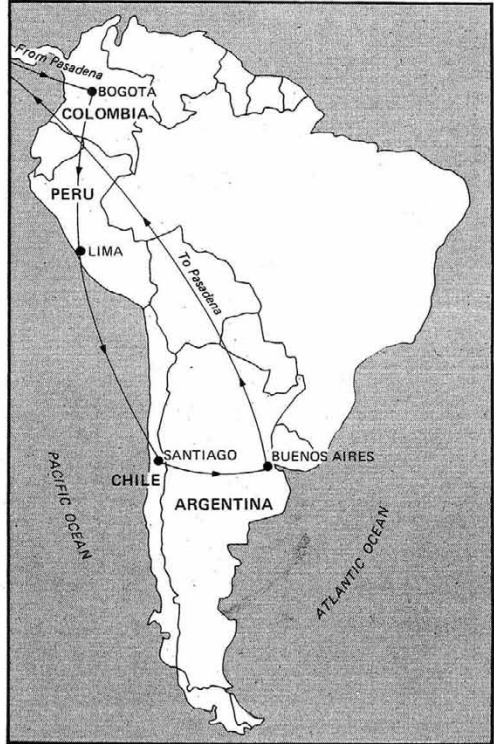 From Pasadena
BOGOTA
COLOMBIA
PERU
LIMA
To Pasadena
SANTIAGO
BUENOS AIRES
CHILE
ARGENTINA
PACIFIC OCEAN
ATLANTIC OCEAN